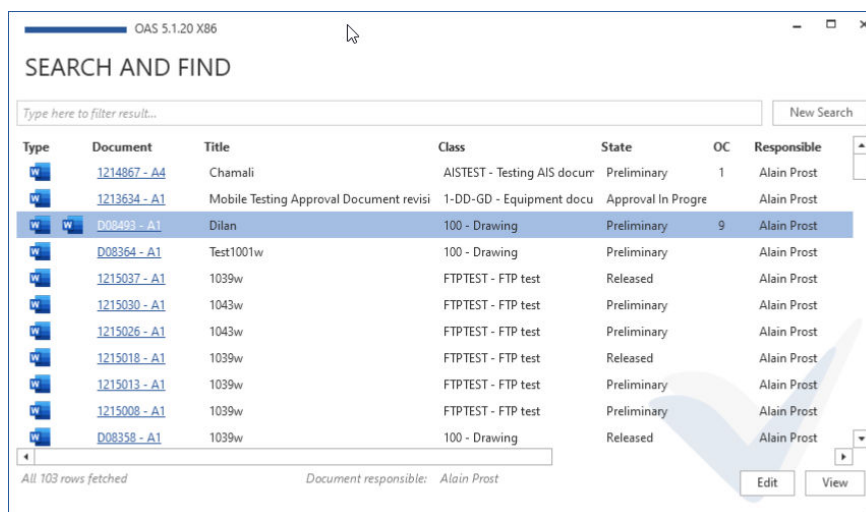 OAS 5.1.20 X86
SEARCH AND FIND
Type here to filter result...
New Search
Type Document Title Class State OC Responsible
1214867 - A4 Chamali AISTEST - Testing AIS docum Preliminary 1 Alain Prost
1213634 - A1 Mobile Testing Approval Document revisi 1-DD-GD - Equipment docu Approval In Progre Alain Prost
D08493 - A1 Dilan 100 - Drawing Preliminary 9 Alain Prost
D08364 - A1 Test1001w 100 - Drawing Preliminary Alain Prost
1215037 - A1 1039w FTPTEST - FTP test Released Alain Prost
1215030 - A1 1043w FTPTEST - FTP test Preliminary Alain Prost
1215026 - A1 1043w FTPTEST - FTP test Preliminary Alain Prost
1215018 - A1 1039w FTPTEST - FTP test Released Alain Prost
1215013 - A1 1039w FTPTEST - FTP test Preliminary Alain Prost
1215008 - A1 1039w FTPTEST - FTP test Preliminary Alain Prost
D08358 - A1 1039w 100 - Drawing Released Alain Prost
All 103 rows fetched Document responsible: Alain Prost
Edit View